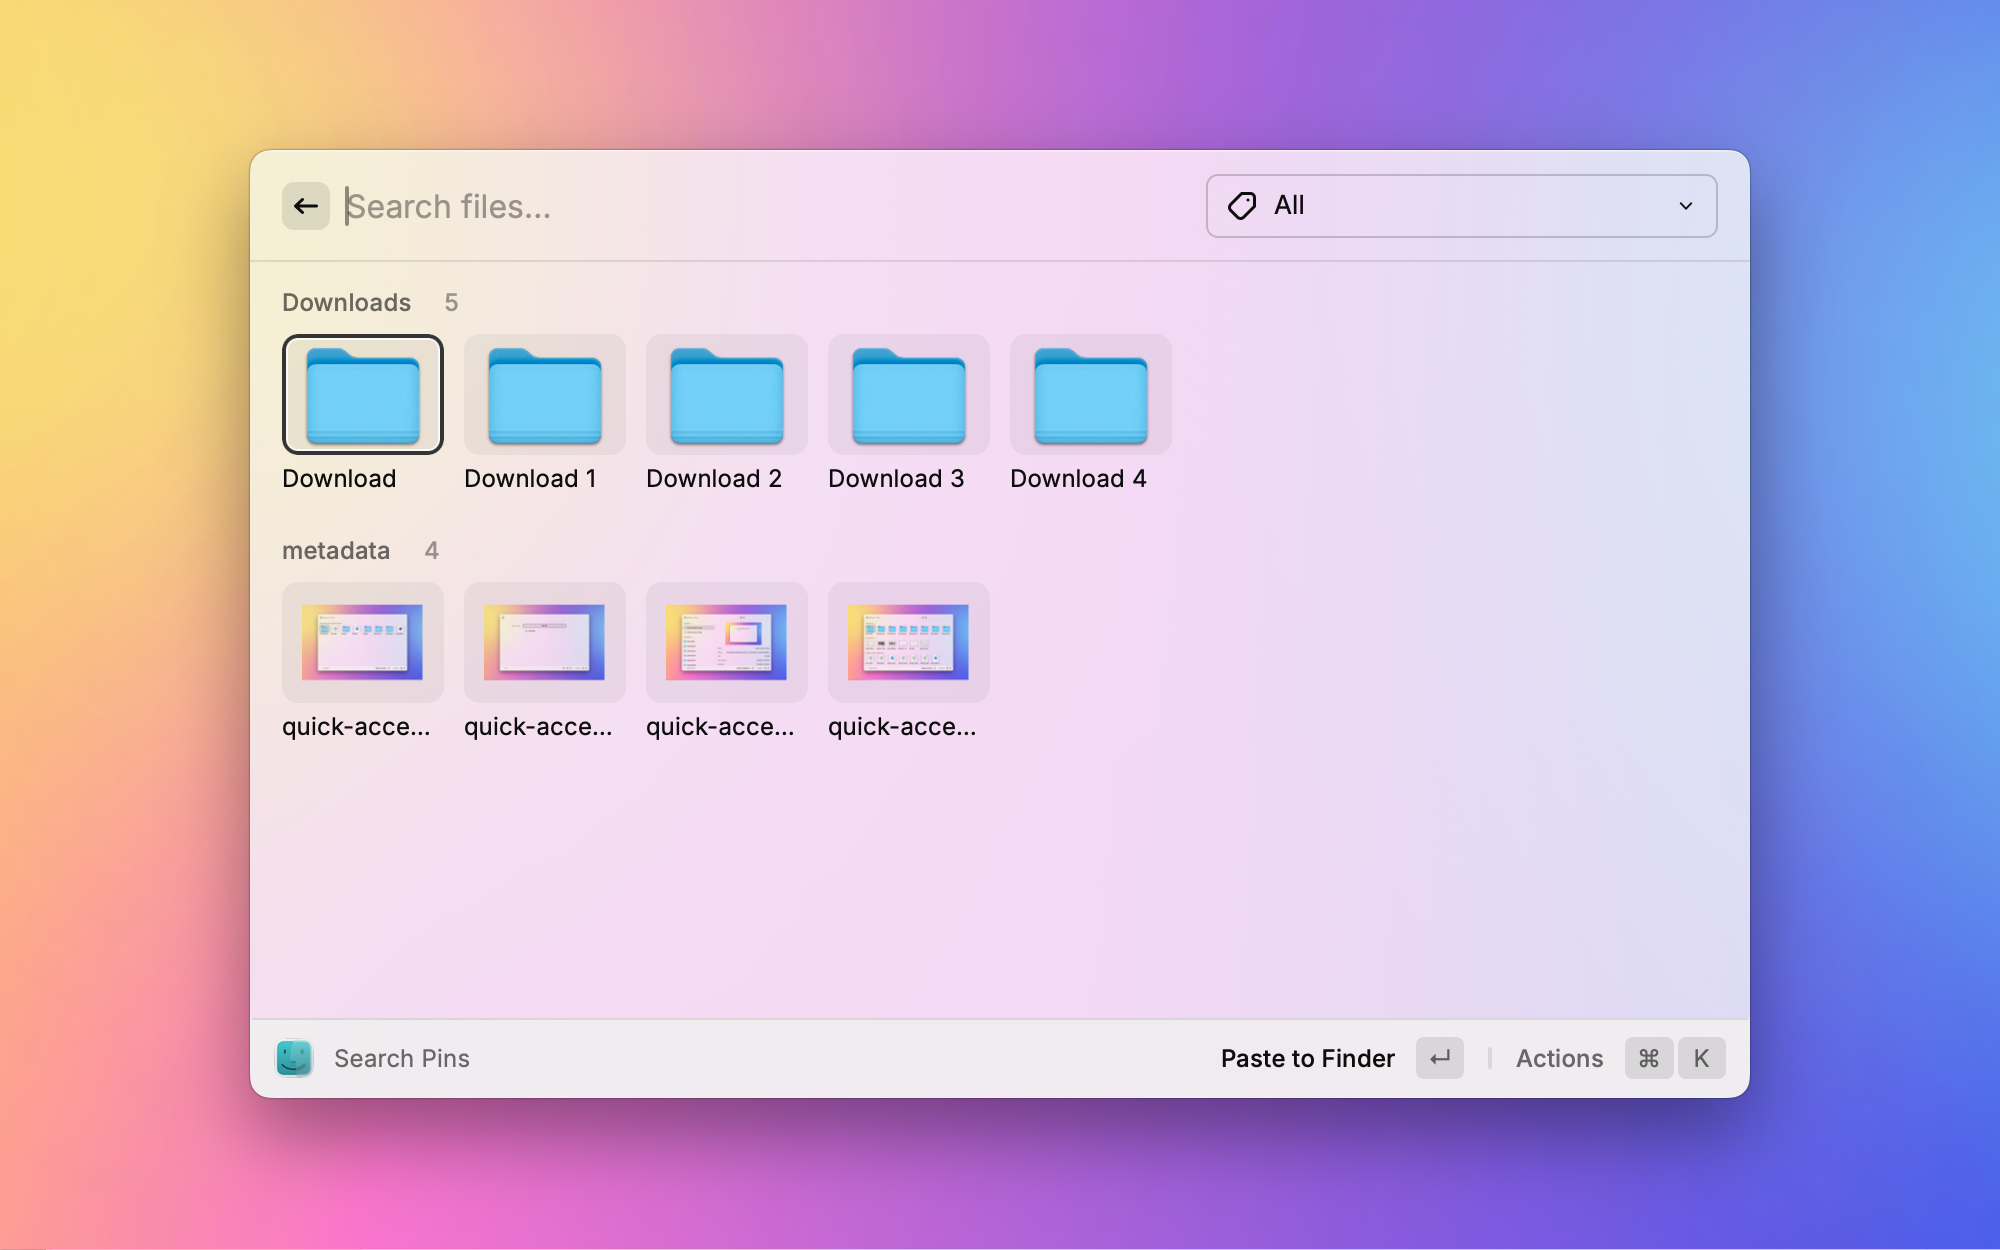 Search files...
All
Downloads 5
Download Download 1 Download 2 Download 3 Download 4
metadata 4
quick-acce... quick-acce... quick-acce... quick-acce...
Search Pins
Paste to Finder ↵ Actions ⌘ K